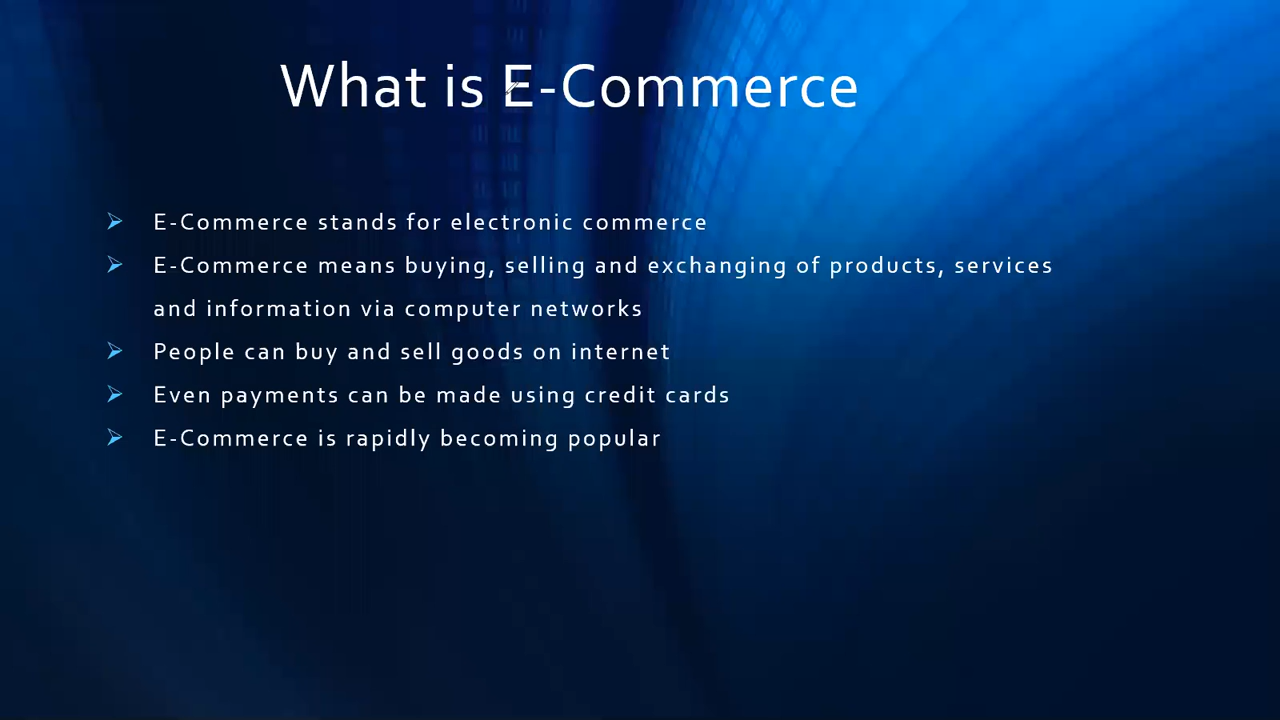 What is E-Commerce
E-Commerce stands for electronic commerce
E-Commerce means buying, selling and exchanging of products, services
and information via computer networks
People can buy and sell goods on internet
Even payments can be made using credit cards
E-Commerce is rapidly becoming popular